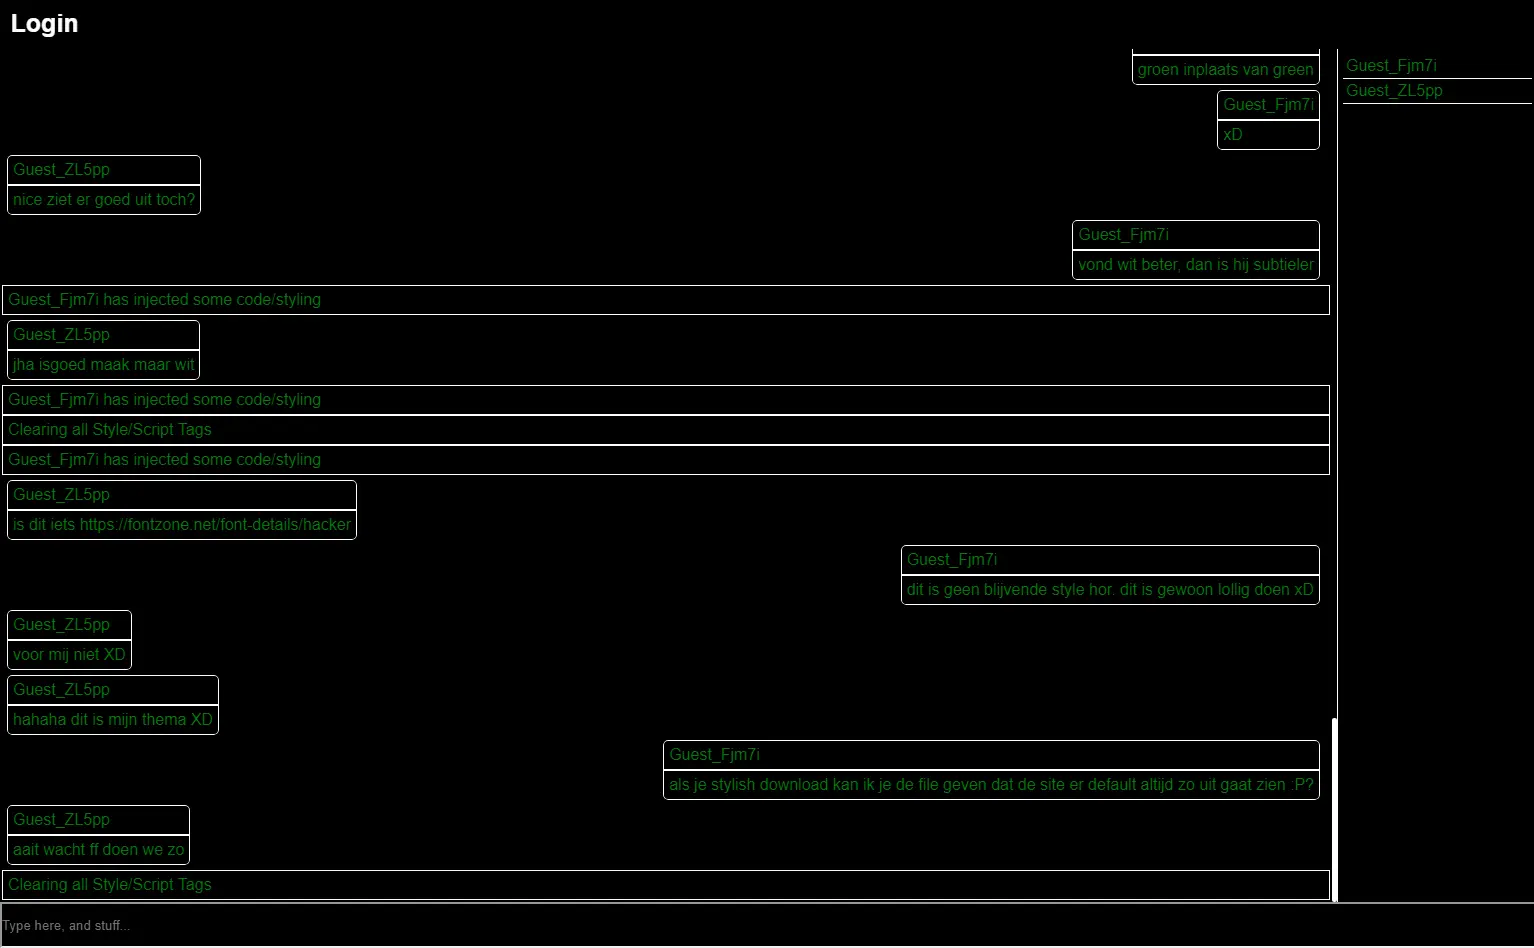 Login
groen inplaats van green
Guest_Fjm7i
xD
Guest_ZL5pp
nice ziet er goed uit toch?
Guest_Fjm7i
vond wit beter, dan is hij subtieler
Guest_Fjm7i has injected some code/styling
Guest_ZL5pp
jha isgoed maak maar wit
Guest_Fjm7i has injected some code/styling
Clearing all Style/Script Tags
Guest_Fjm7i has injected some code/styling
Guest_ZL5pp
is dit iets https://fontzone.net/font-details/hacker
Guest_Fjm7i
dit is geen blijvende style hor. dit is gewoon lollig doen xD
Guest_ZL5pp
voor mij niet XD
Guest_ZL5pp
hahaha dit is mijn thema XD
Guest_Fjm7i
als je stylish download kan ik je de file geven dat de site er default altijd zo uit gaat zien :P?
Guest_ZL5pp
aait wacht ff doen we zo
Clearing all Style/Script Tags
Type here, and stuff...
Guest_Fjm7i
Guest_ZL5pp